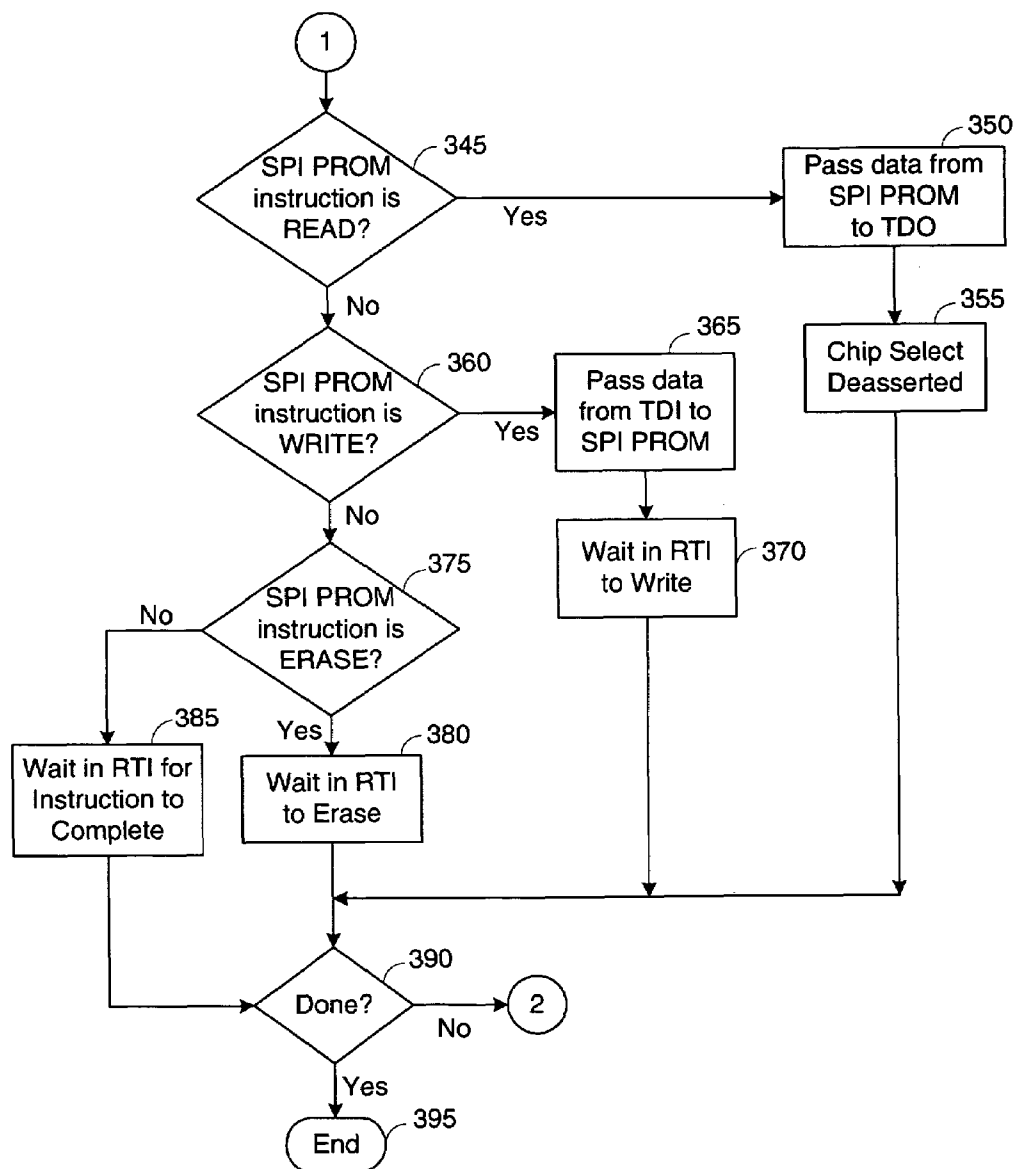 1
345
SPI PROM
instruction is
READ?
Yes
No
350
Pass data from
SPI PROM
to TDO
355
Chip Select
Deasserted
360
SPI PROM
instruction is
WRITE?
Yes
No
365
Pass data
from TDI to
SPI PROM
370
Wait in RTI
to Write
375
SPI PROM
instruction is
ERASE?
No
Yes
385
Wait in RTI for
Instruction to
Complete
380
Wait in RTI
to Erase
390
Done?
No
2
Yes
395
End